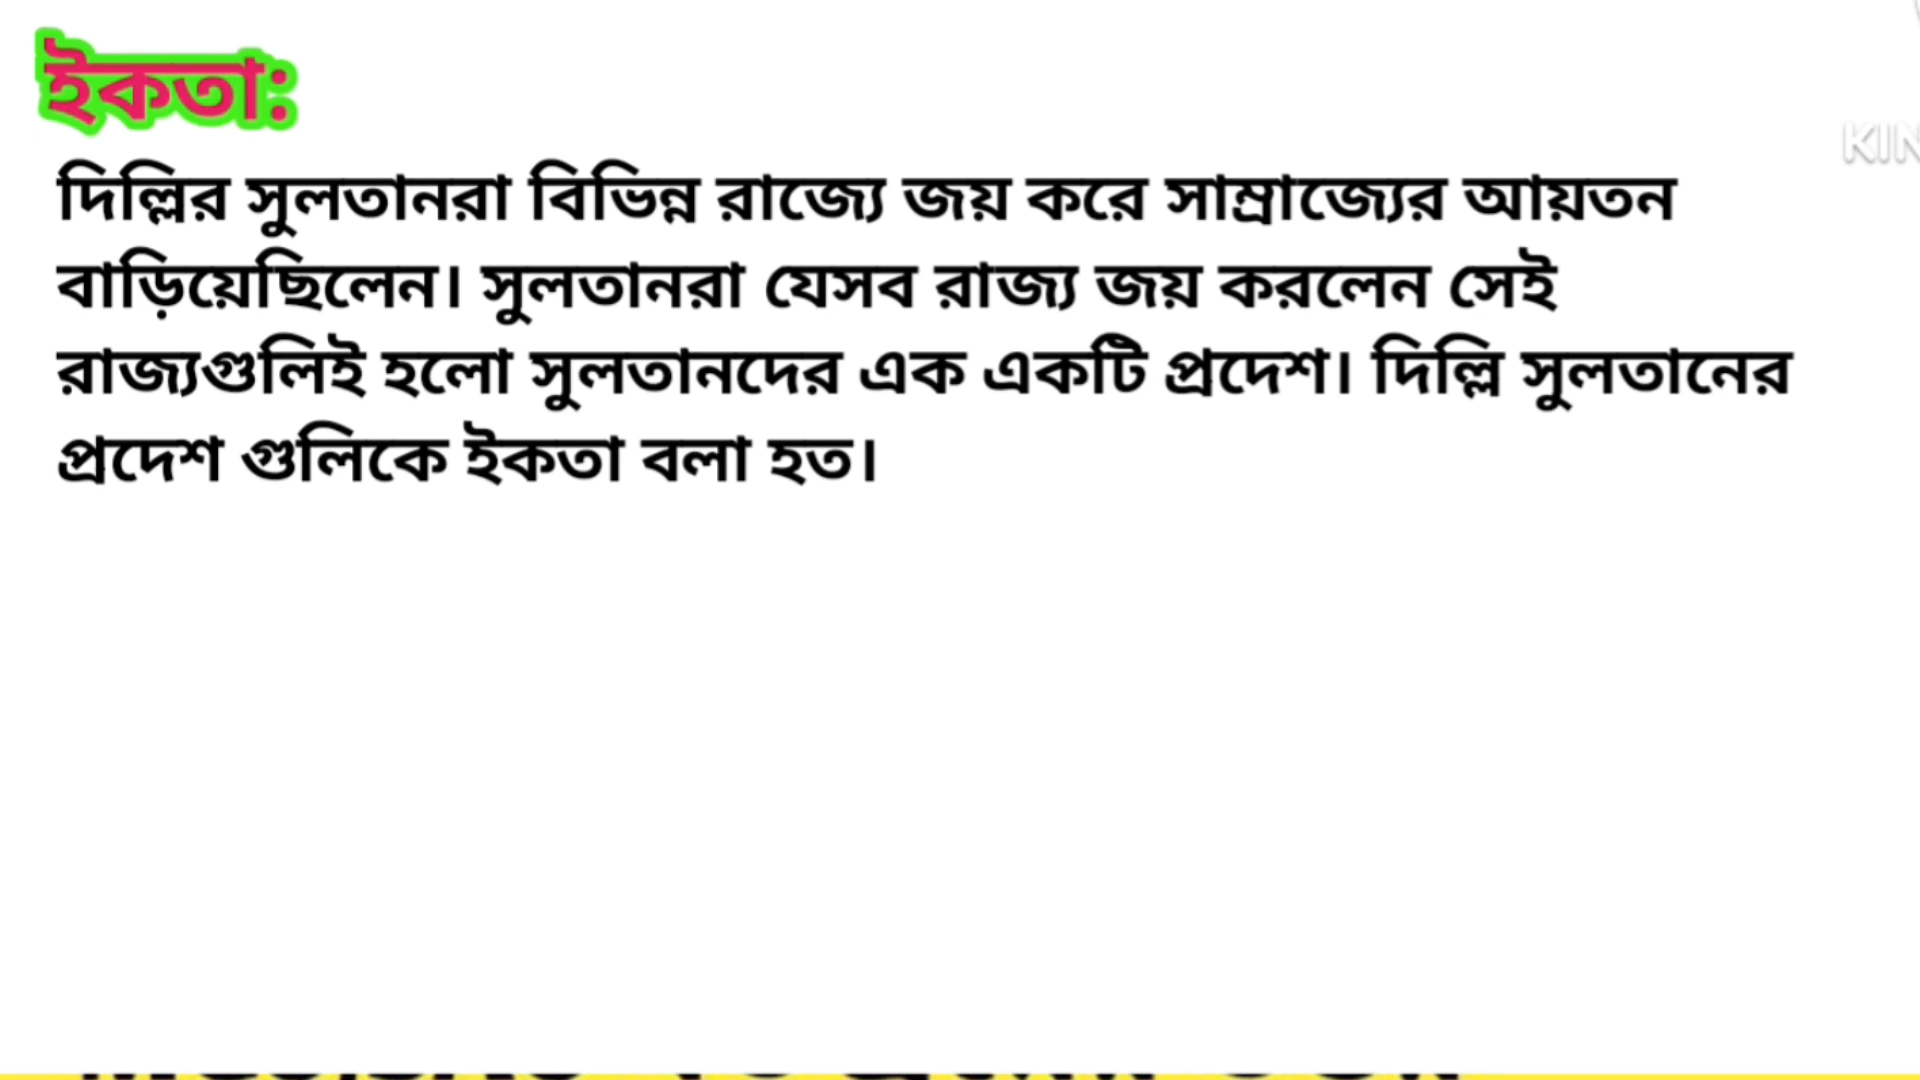 ইকতা:
KIN
দিল্লির সুলতানরা বিভিন্ন রাজ্যে জয় করে সাম্রাজ্যের আয়তন
বাড়িয়েছিলেন। সুলতানরা যেসব রাজ্য জয় করলেন সেই
রাজ্যগুলিই হলো সুলতানদের এক একটি প্রদেশ। দিল্লি সুলতানের
প্রদেশ গুলিকে ইকতা বলা হত।